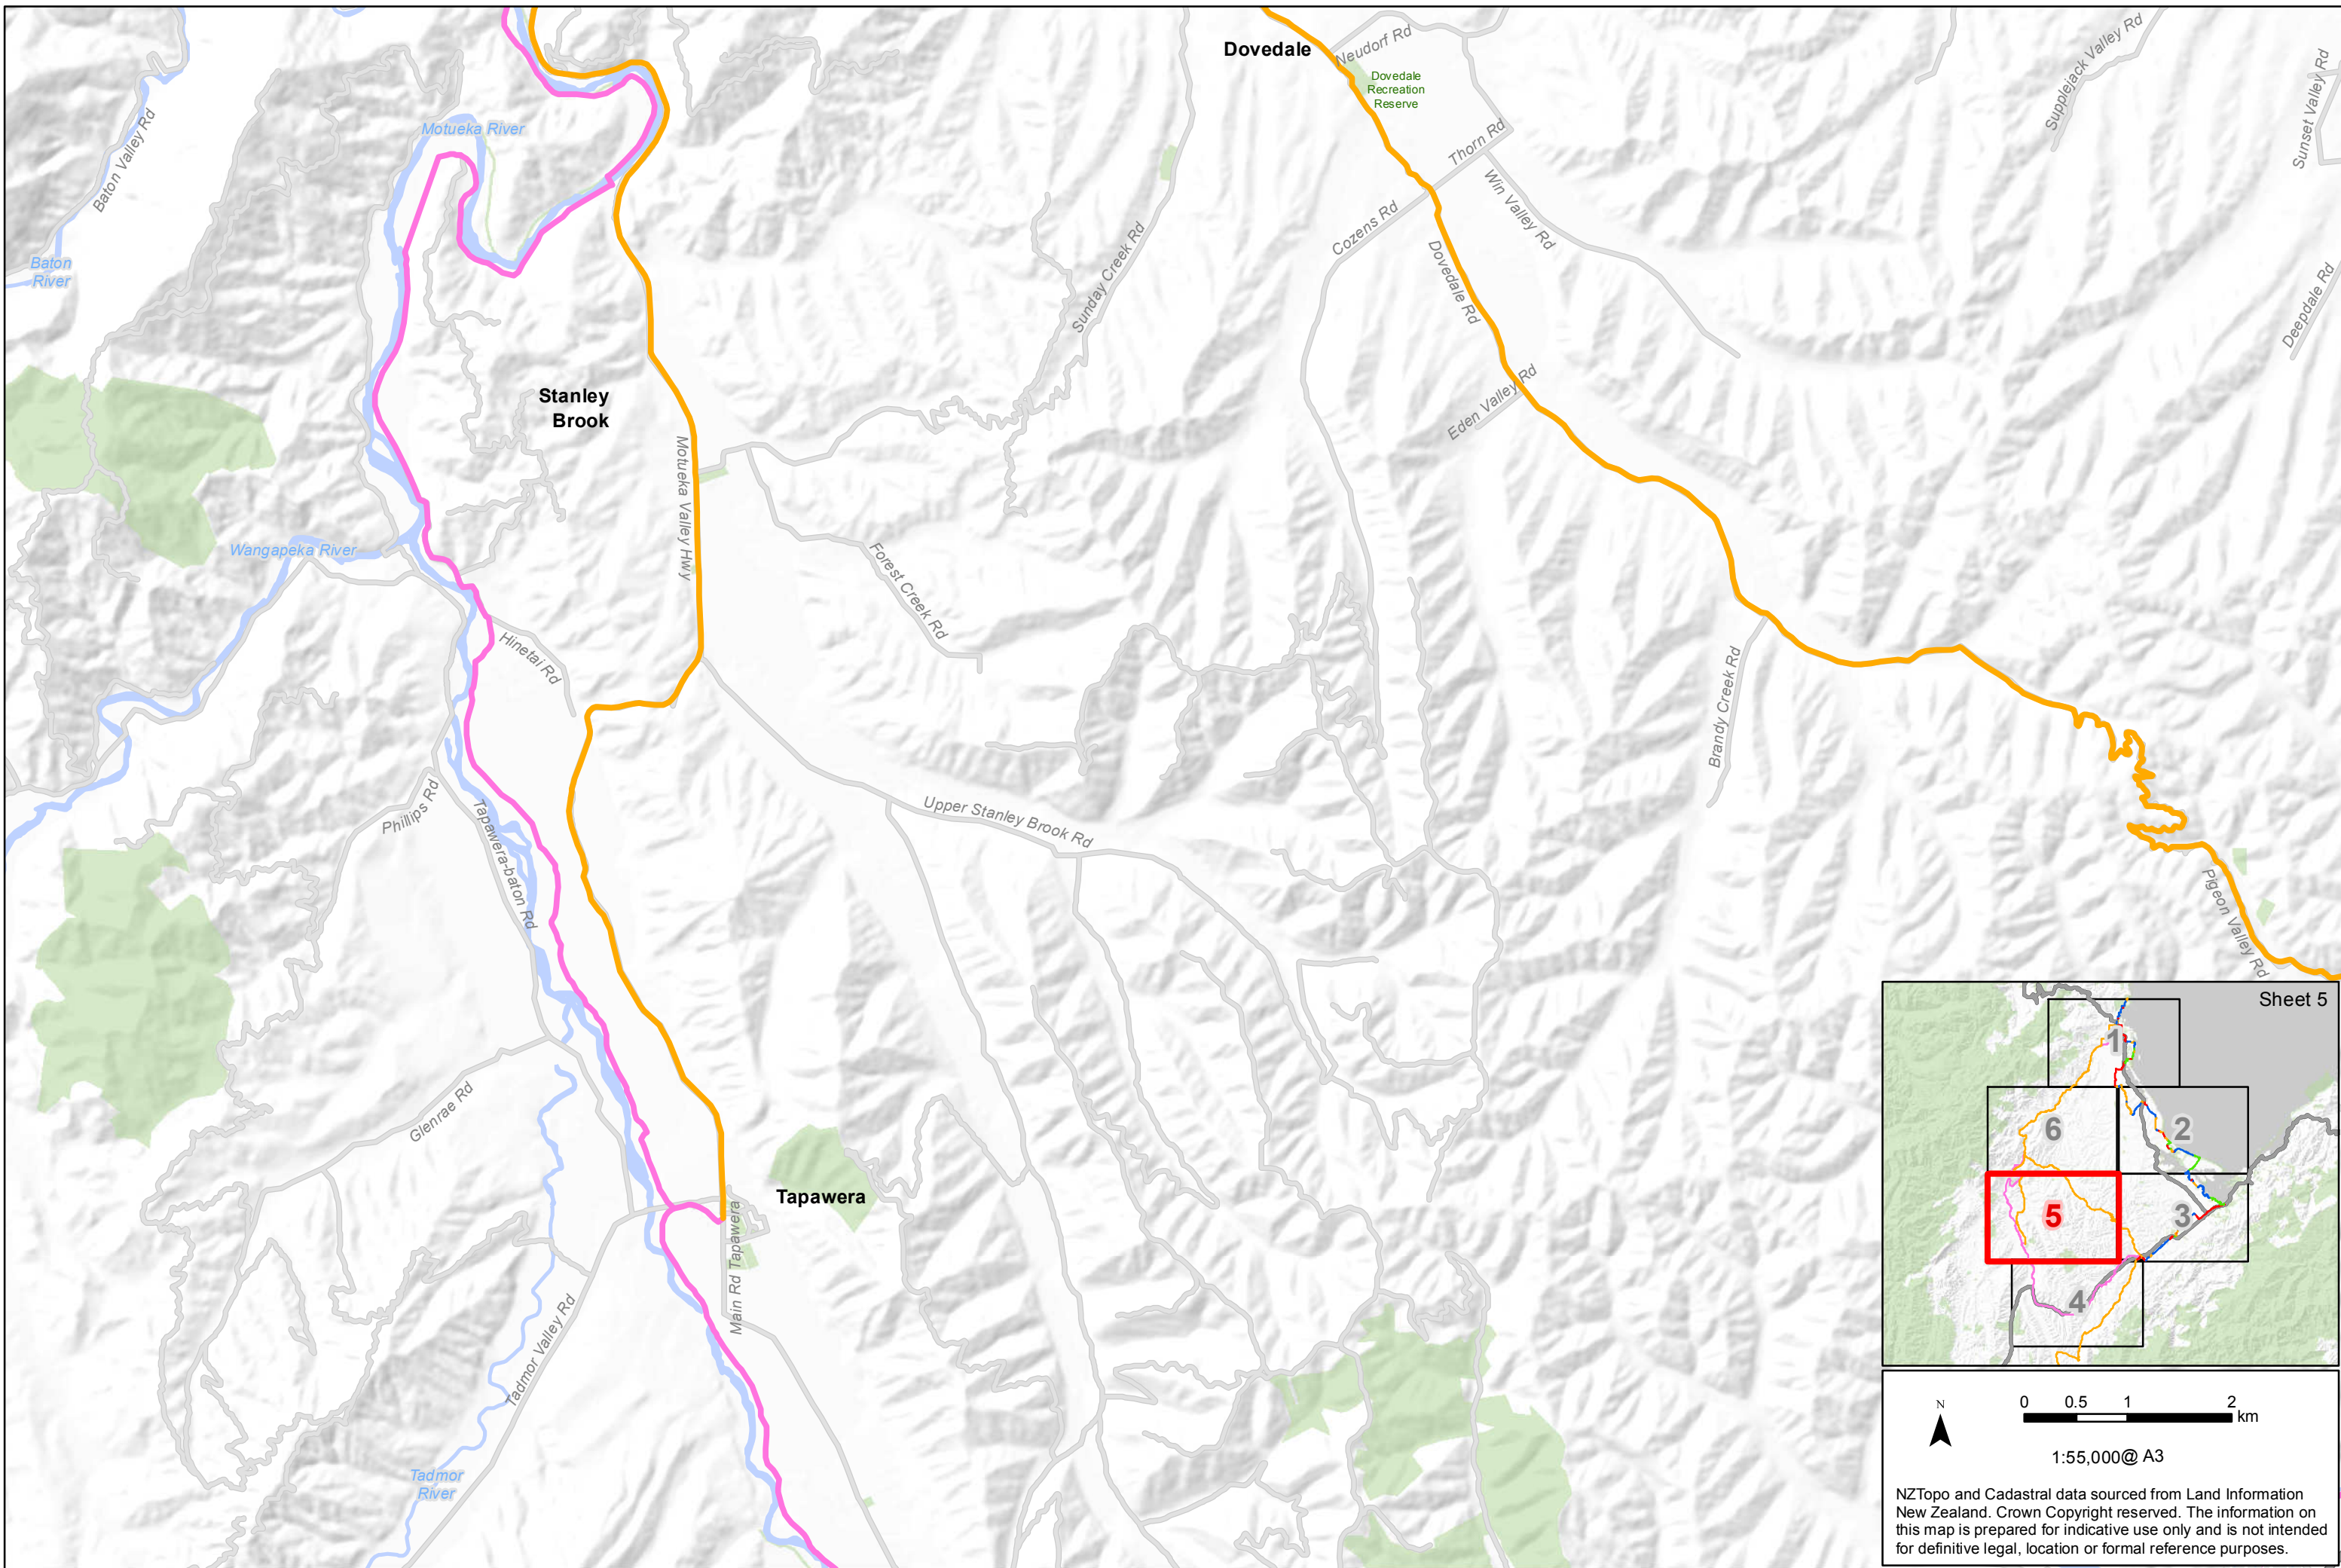 Dovedale
Neudorf Rd
Dovedale
Recreation
Reserve
Supplejack Valley Rd
Sunset Valley Rd
Baton Valley Rd
Motueka River
Thorn Rd
Win Valley Rd
Cozens Rd
Dovedale Rd
Sunday Creek Rd
Baton
River
Deepdale Rd
Stanley
Brook
Eden Valley Rd
Motueka Valley Hwy
Wangapeka River
Forest Creek Rd
Hinetai Rd
Brandy Creek Rd
Phillips Rd
Tapawera-baton Rd
Upper Stanley Brook Rd
Pigeon Valley Rd
Glenrae Rd
Tapawera
Main Rd Tapawera
Tadmor Valley Rd
Tadmor
River
Sheet 5
1
6
2
5
3
4
N
0 0.5 1 2
km
1:55,000@ A3
NZTopo and Cadastral data sourced from Land Information
New Zealand. Crown Copyright reserved. The information on
this map is prepared for indicative use only and is not intended
for definitive legal, location or formal reference purposes.